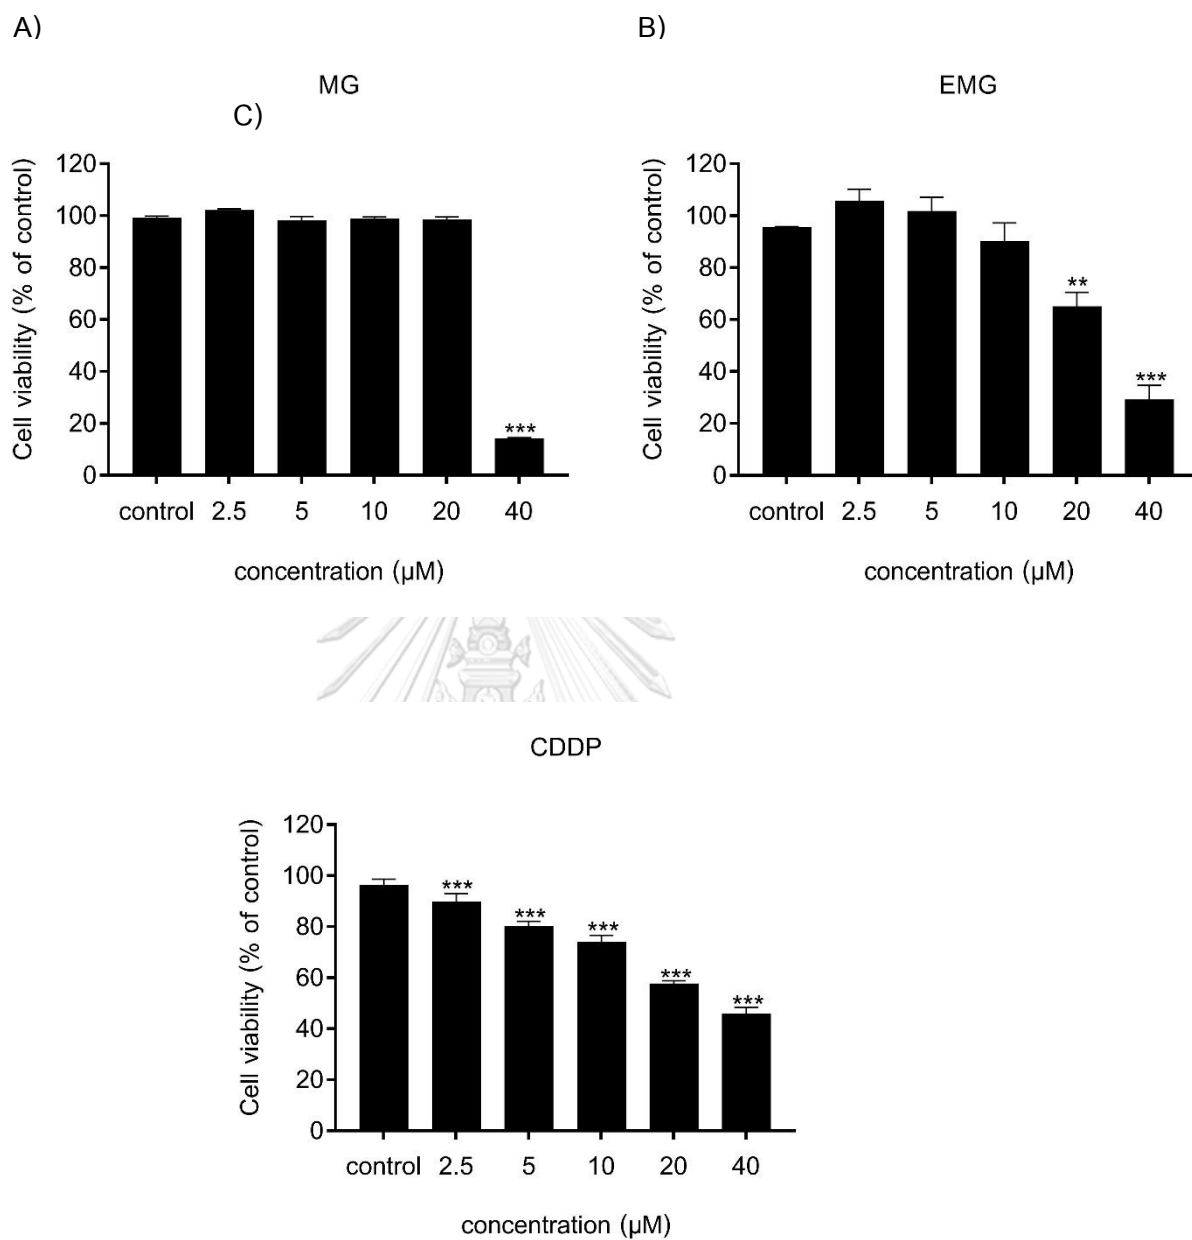 A)
B)
MG
EMG
C)
Cell viability (% of control)
120
100
80
60
40
20
0
***
control 2.5 5 10 20 40
concentration (µM)
Cell viability (% of control)
120
100
80
60
40
20
0
**
***
control 2.5 5 10 20 40
concentration (µM)
CDDP
Cell viability (% of control)
120
100
80
60
40
20
0
***
***
***
***
***
control 2.5 5 10 20 40
concentration (µM)